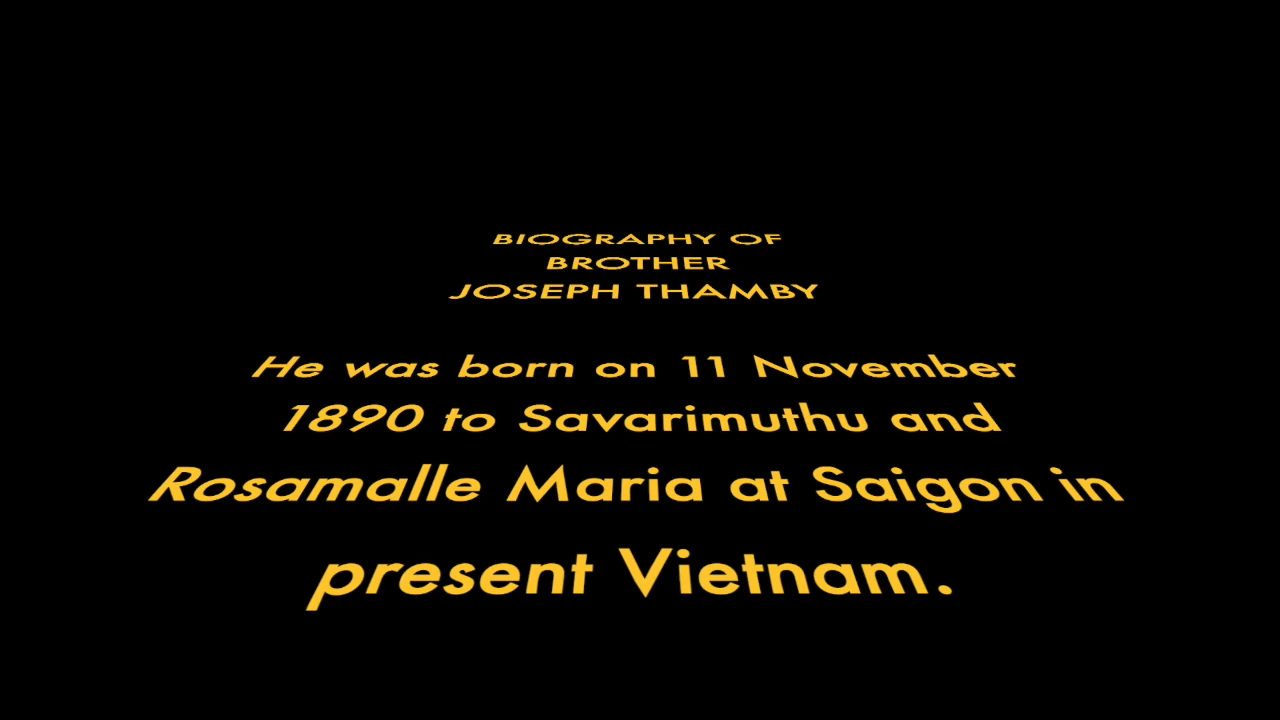 BIOGRAPHY OF
BROTHER
JOSEPH THAMBY
He was born on 11 November
1890 to Savarimuthu and
Rosamalle Maria at Saigon in
present Vietnam.